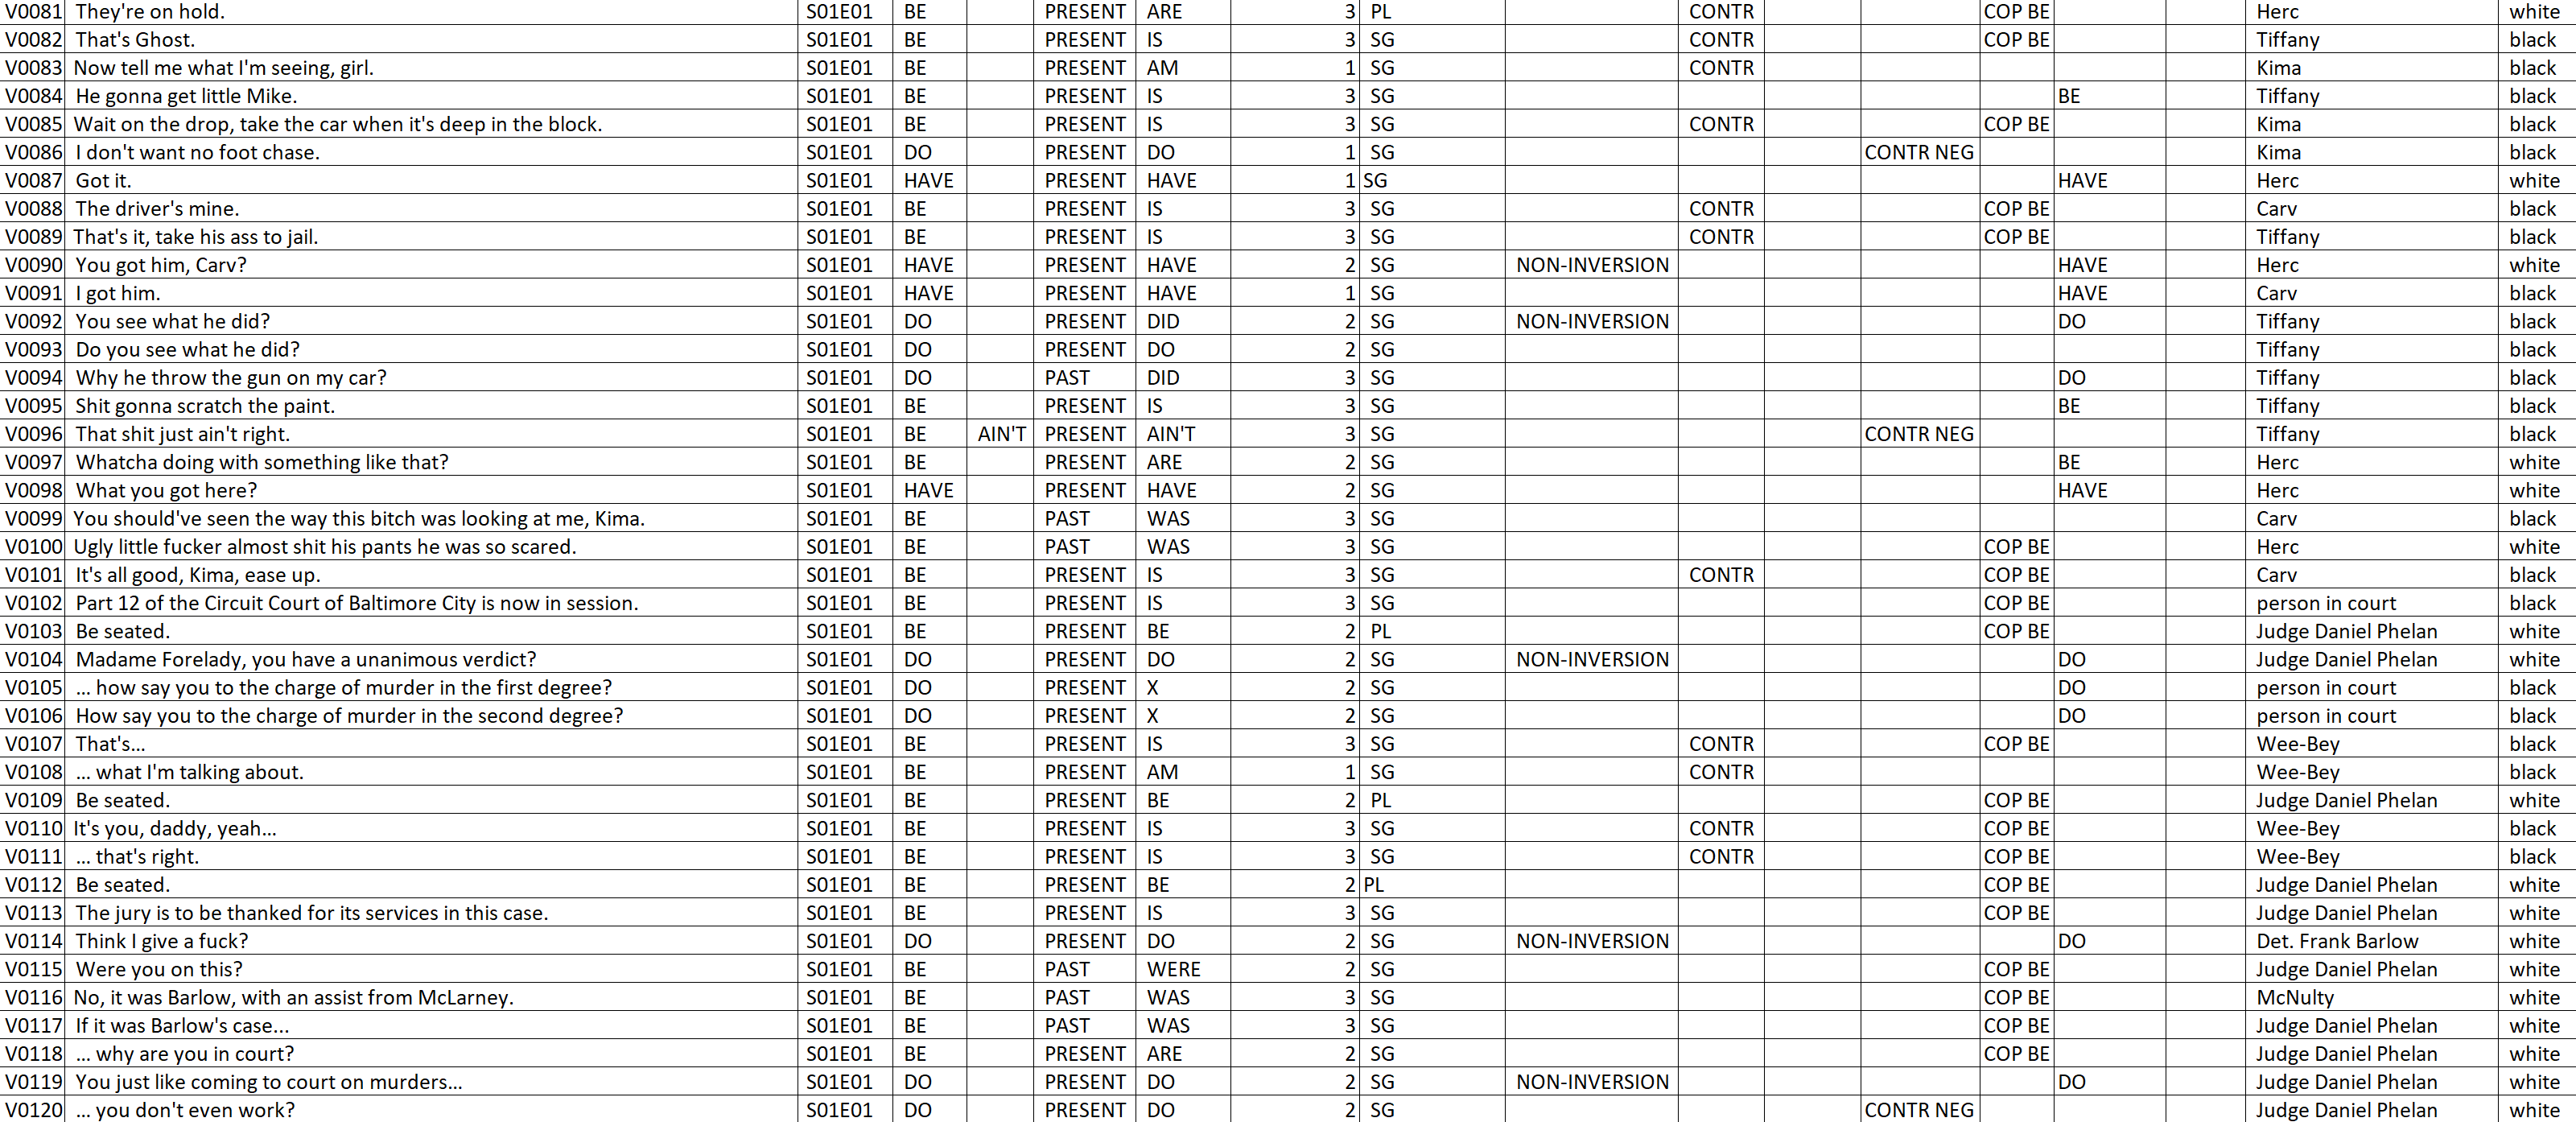 V0081 They're on hold. S01E01 BE PRESENT ARE 3 PL CONTR COP BE Herc white
V0082 That's Ghost. S01E01 BE PRESENT IS 3 SG CONTR COP BE Tiffany black
V0083 Now tell me what I'm seeing, girl. S01E01 BE PRESENT AM 1 SG CONTR Kima black
V0084 He gonna get little Mike. S01E01 BE PRESENT IS 3 SG BE Tiffany black
V0085 Wait on the drop, take the car when it's deep in the block. S01E01 BE PRESENT IS 3 SG CONTR COP BE Kima black
V0086 I don't want no foot chase. S01E01 DO PRESENT DO 1 SG CONTR NEG Kima black
V0087 Got it. S01E01 HAVE PRESENT HAVE 1 SG HAVE Herc white
V0088 The driver's mine. S01E01 BE PRESENT IS 3 SG CONTR COP BE Carv black
V0089 That's it, take his ass to jail. S01E01 BE PRESENT IS 3 SG CONTR COP BE Tiffany black
V0090 You got him, Carv? S01E01 HAVE PRESENT HAVE 2 SG NON-INVERSION HAVE Herc white
V0091 I got him. S01E01 HAVE PRESENT HAVE 1 SG HAVE Carv black
V0092 You see what he did? S01E01 DO PRESENT DID 2 SG NON-INVERSION DO Tiffany black
V0093 Do you see what he did? S01E01 DO PRESENT DO 2 SG Tiffany black
V0094 Why he throw the gun on my car? S01E01 DO PAST DID 3 SG DO Tiffany black
V0095 Shit gonna scratch the paint. S01E01 BE PRESENT IS 3 SG BE Tiffany black
V0096 That shit just ain't right. S01E01 BE AIN'T PRESENT AIN'T 3 SG CONTR NEG Tiffany black
V0097 Whatcha doing with something like that? S01E01 BE PRESENT ARE 2 SG BE Herc white
V0098 What you got here? S01E01 HAVE PRESENT HAVE 2 SG HAVE Herc white
V0099 You should've seen the way this bitch was looking at me, Kima. S01E01 BE PAST WAS 3 SG Carv black
V0100 Ugly little fucker almost shit his pants he was so scared. S01E01 BE PAST WAS 3 SG COP BE Herc white
V0101 It's all good, Kima, ease up. S01E01 BE PRESENT IS 3 SG CONTR COP BE Carv black
V0102 Part 12 of the Circuit Court of Baltimore City is now in session. S01E01 BE PRESENT IS 3 SG COP BE person in court black
V0103 Be seated. S01E01 BE PRESENT BE 2 PL COP BE Judge Daniel Phelan white
V0104 Madame Forelady, you have a unanimous verdict? S01E01 DO PRESENT DO 2 SG NON-INVERSION DO Judge Daniel Phelan white
V0105 ... how say you to the charge of murder in the first degree? S01E01 DO PRESENT X 2 SG DO person in court black
V0106 How say you to the charge of murder in the second degree? S01E01 DO PRESENT X 2 SG DO person in court black
V0107 That's... S01E01 BE PRESENT IS 3 SG CONTR COP BE Wee-Bey black
V0108 ... what I'm talking about. S01E01 BE PRESENT AM 1 SG CONTR Wee-Bey black
V0109 Be seated. S01E01 BE PRESENT BE 2 PL COP BE Judge Daniel Phelan white
V0110 It's you, daddy, yeah... S01E01 BE PRESENT IS 3 SG CONTR COP BE Wee-Bey black
V0111 ... that's right. S01E01 BE PRESENT IS 3 SG CONTR COP BE Wee-Bey black
V0112 Be seated. S01E01 BE PRESENT BE 2 PL COP BE Judge Daniel Phelan white
V0113 The jury is to be thanked for its services in this case. S01E01 BE PRESENT IS 3 SG COP BE Judge Daniel Phelan white
V0114 Think I give a fuck? S01E01 DO PRESENT DO 2 SG NON-INVERSION DO Det. Frank Barlow white
V0115 Were you on this? S01E01 BE PAST WERE 2 SG COP BE Judge Daniel Phelan white
V0116 No, it was Barlow, with an assist from McLarney. S01E01 BE PAST WAS 3 SG COP BE McNulty white
V0117 If it was Barlow's case... S01E01 BE PAST WAS 3 SG COP BE Judge Daniel Phelan white
V0118 ... why are you in court? S01E01 BE PRESENT ARE 2 SG COP BE Judge Daniel Phelan white
V0119 You just like coming to court on murders... S01E01 DO PRESENT DO 2 SG NON-INVERSION DO Judge Daniel Phelan white
V0120 ... you don't even work? S01E01 DO PRESENT DO 2 SG CONTR NEG Judge Daniel Phelan white